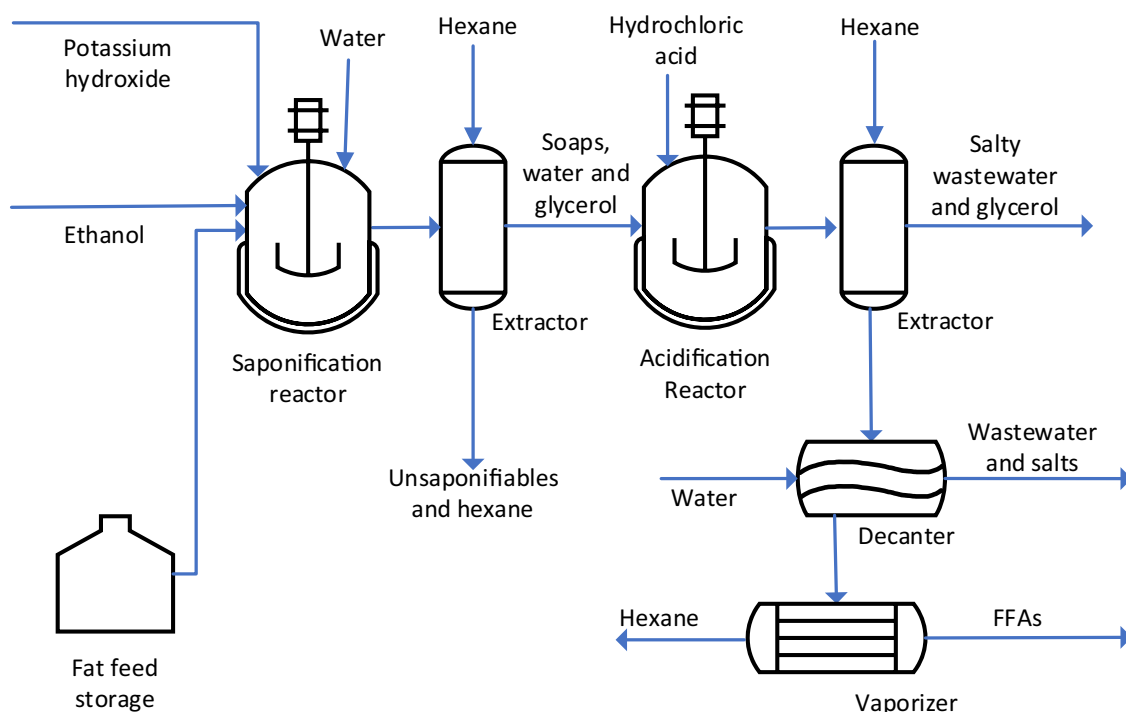 Potassium
hydroxide
Water
Hexane
Hydrochloric
acid
Hexane
Soaps,
water and
glycerol
Salty
wastewater
and glycerol
Ethanol
Extractor
Extractor
Saponification
reactor
Acidification
Reactor
Unsaponifiables
and hexane
Wastewater
and salts
Water
Decanter
Fat feed
storage
Hexane
FFAs
Vaporizer